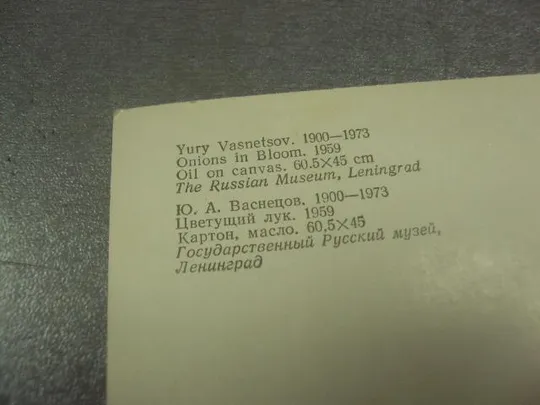 Yury Vasnetsov. 1900—1973
Onions in Bloom. 1959
Oil on canvas. 60.5×45 cm
The Russian Museum, Leningrad
Ю. А. Васнецов. 1900—1973
Цветущий лук. 1959
Картон, масло. 60,5×45
Государственный Русский музей,
Ленинград